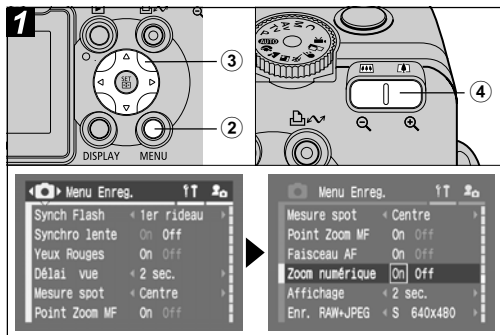 1
SET
DISPLAY MENU
3
2
AUTO
P
Tv
Av
M
C
4
Menu Enreg.
Synch Flash 1er rideau
Synchro lente On Off
Yeux Rouges On Off
Délai vue 2 sec.
Mesure spot Centre
Point Zoom MF On Off
Menu Enreg.
Mesure spot Centre
Point Zoom MF On Off
Faisceau AF On Off
Zoom numérique On Off
Affichage 2 sec.
Enr. RAW+JPEG S 640x480